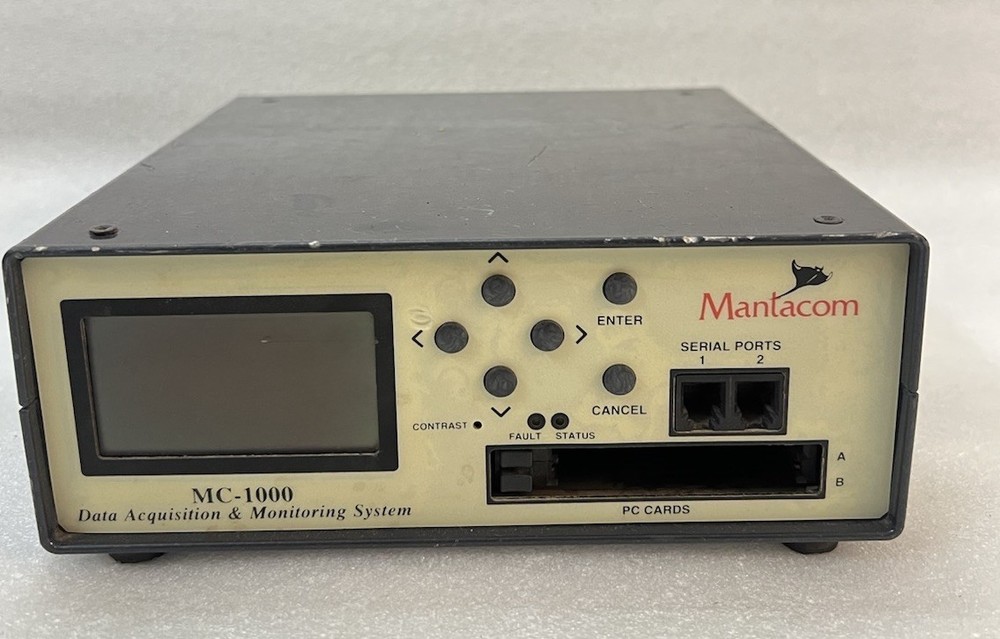 Mantacom
ENTER
CANCEL
SERIAL PORTS
1 2
CONTRAST
FAULT STATUS
A
B
PC CARDS
MC-1000
Data Acquisition & Monitoring System